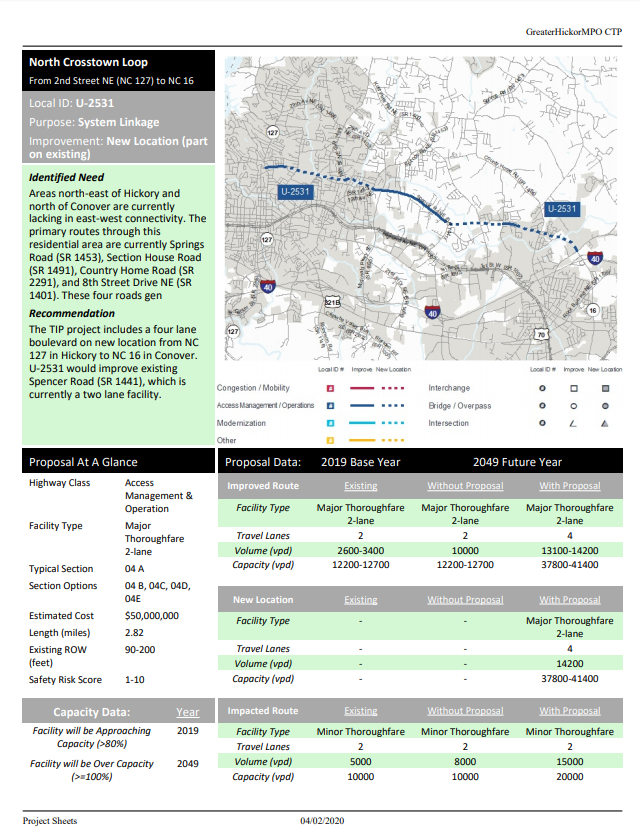 GreaterHickorMPO CTP
North Crosstown Loop
From 2nd Street NE (NC 127) to NC 16
Local ID: U-2531
Purpose: System Linkage
Improvement: New Location (part
on existing)
Identified Need
Areas north-east of Hickory and
north of Conover are currently
lacking in east-west connectivity. The
primary routes through this
residential area are currently Springs
Road (SR 1453), Section House Road
(SR 1491), Country Home Road (SR
2291), and 8th Street Drive NE (SR
1401). These four roads gen
Recommendation
The TIP project includes a four lane
boulevard on new location from NC
127 in Hickory to NC 16 in Conover.
U-2531 would improve existing
Spencer Road (SR 1441), which is
currently a two lane facility.
127
U-2531
U-2531
127
40
40
321B
40
16
127
70
Local ID # Improve New Location
Local ID # Improve New Location
Congestion / Mobility
Interchange
Access Management / Operations
Bridge / Overpass
Modernization
Intersection
Other
Proposal At A Glance
Highway Class Access
Management &
Operation
Facility Type Major
Thoroughfare
2-lane
Typical Section 04 A
Section Options 04 B, 04C, 04D,
04E
Estimated Cost $50,000,000
Length (miles) 2.82
Existing ROW 90-200
(feet)
Safety Risk Score 1-10
Capacity Data: Year
Facility will be Approaching 2019
Capacity (>80%)
Facility will be Over Capacity 2049
(>=100%)
Proposal Data: 2019 Base Year 2049 Future Year
Improved Route Existing Without Proposal With Proposal
Facility Type Major Thoroughfare Major Thoroughfare Major Thoroughfare
2-lane 2-lane 2-lane
Travel Lanes 2 2 4
Volume (vpd) 2600-3400 10000 13100-14200
Capacity (vpd) 12200-12700 12200-12700 37800-41400
New Location Existing Without Proposal With Proposal
Facility Type - - Major Thoroughfare
2-lane
Travel Lanes - - 4
Volume (vpd) - - 14200
Capacity (vpd) - - 37800-41400
Impacted Route Existing Without Proposal With Proposal
Facility Type Minor Thoroughfare Minor Thoroughfare Minor Thoroughfare
Travel Lanes 2 2 2
Volume (vpd) 5000 8000 15000
Capacity (vpd) 10000 10000 20000
Project Sheets 04/02/2020